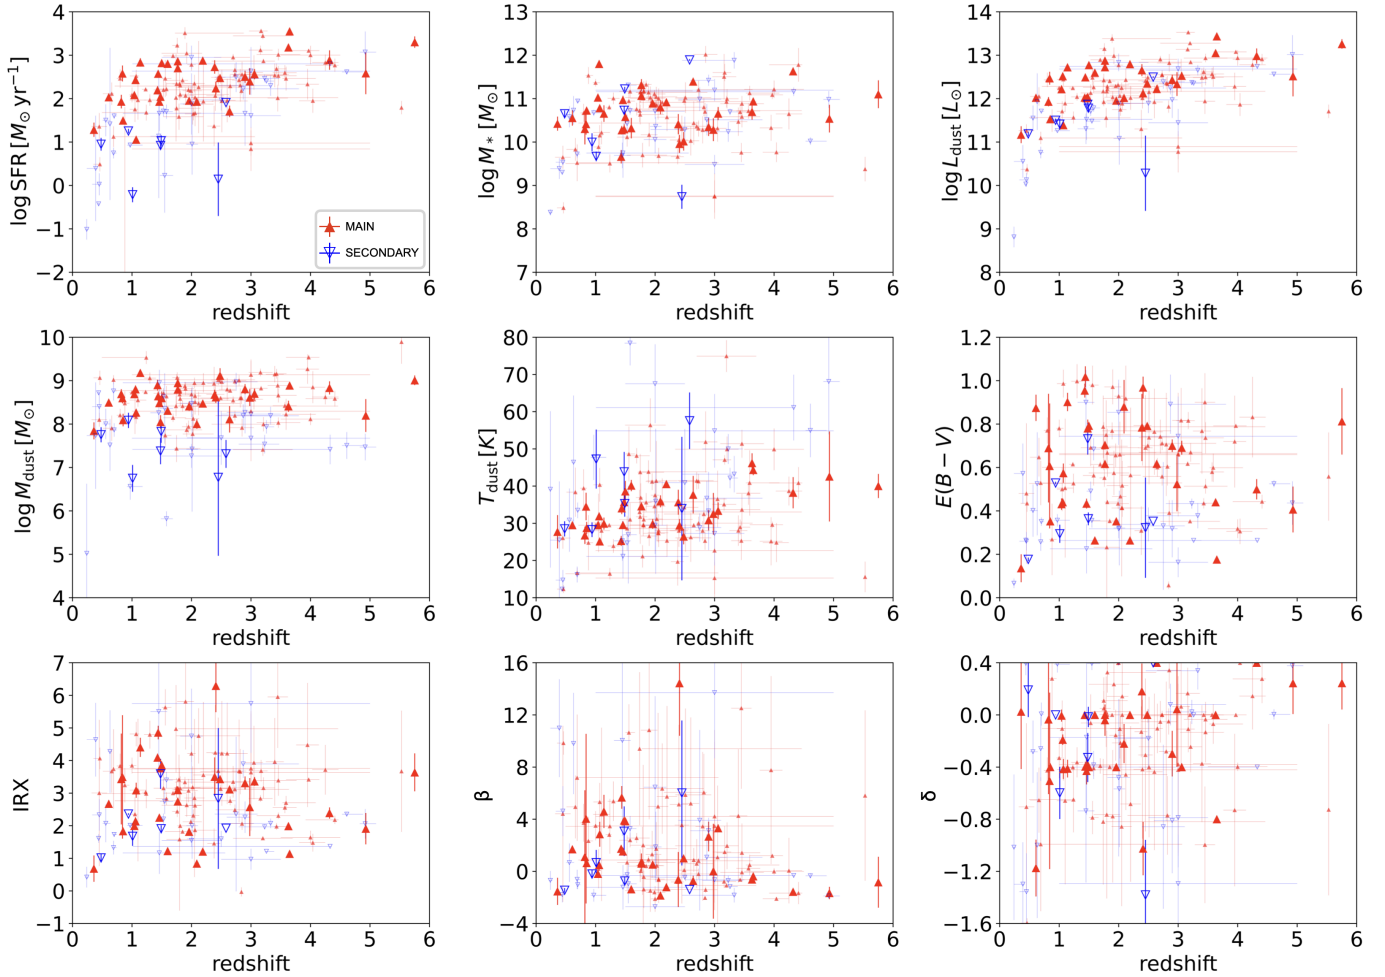 4
3
2
1
0
−1
−2
log SFR [M⊙ yr−1]
MAIN
SECONDARY
0 1 2 3 4 5 6
redshift
13
12
11
10
9
8
7
log M* [M⊙]
0 1 2 3 4 5 6
redshift
14
13
12
11
10
9
8
log Ldust [L⊙]
0 1 2 3 4 5 6
redshift
10
9
8
7
6
5
4
log Mdust [M⊙]
0 1 2 3 4 5 6
redshift
80
70
60
50
40
30
20
10
Tdust [K]
0 1 2 3 4 5 6
redshift
1.2
1.0
0.8
0.6
0.4
0.2
0.0
E(B − V)
0 1 2 3 4 5 6
redshift
7
6
5
4
3
2
1
0
−1
IRX
0 1 2 3 4 5 6
redshift
16
12
8
4
0
−4
β
0 1 2 3 4 5 6
redshift
0.4
0.0
−0.4
−0.8
−1.2
−1.6
δ
0 1 2 3 4 5 6
redshift